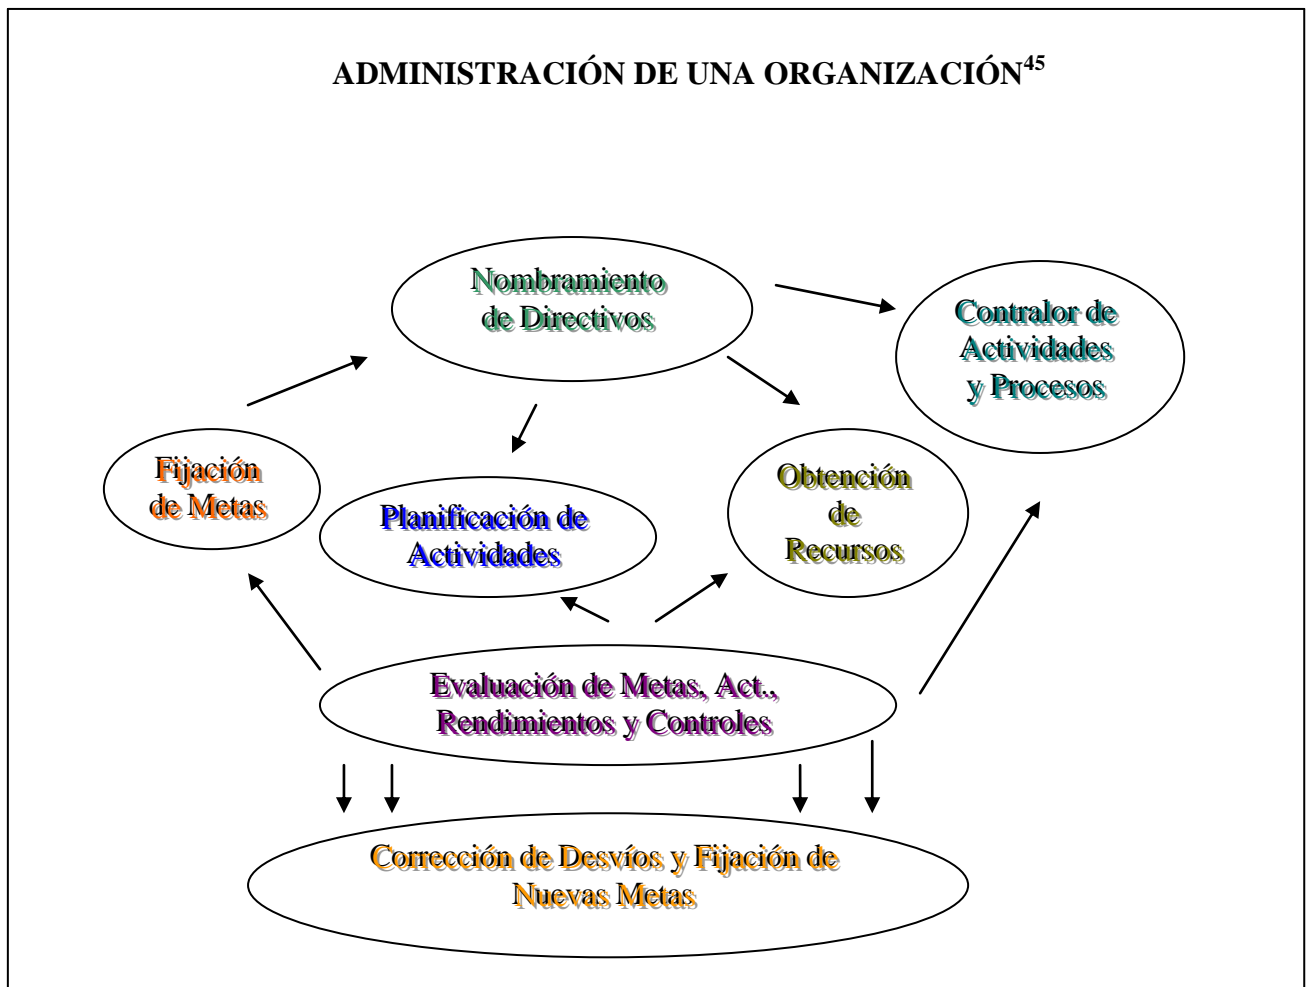 ADMINISTRACIÓN DE UNA ORGANIZACIÓN45
Nombramiento
de Directivos
Contralor de
Actividades
y Procesos
Fijación
de Metas
Planificación de
Actividades
Obtención
de
Recursos
Evaluación de Metas, Act.,
Rendimientos y Controles
Corrección de Desvíos y Fijación de
Nuevas Metas